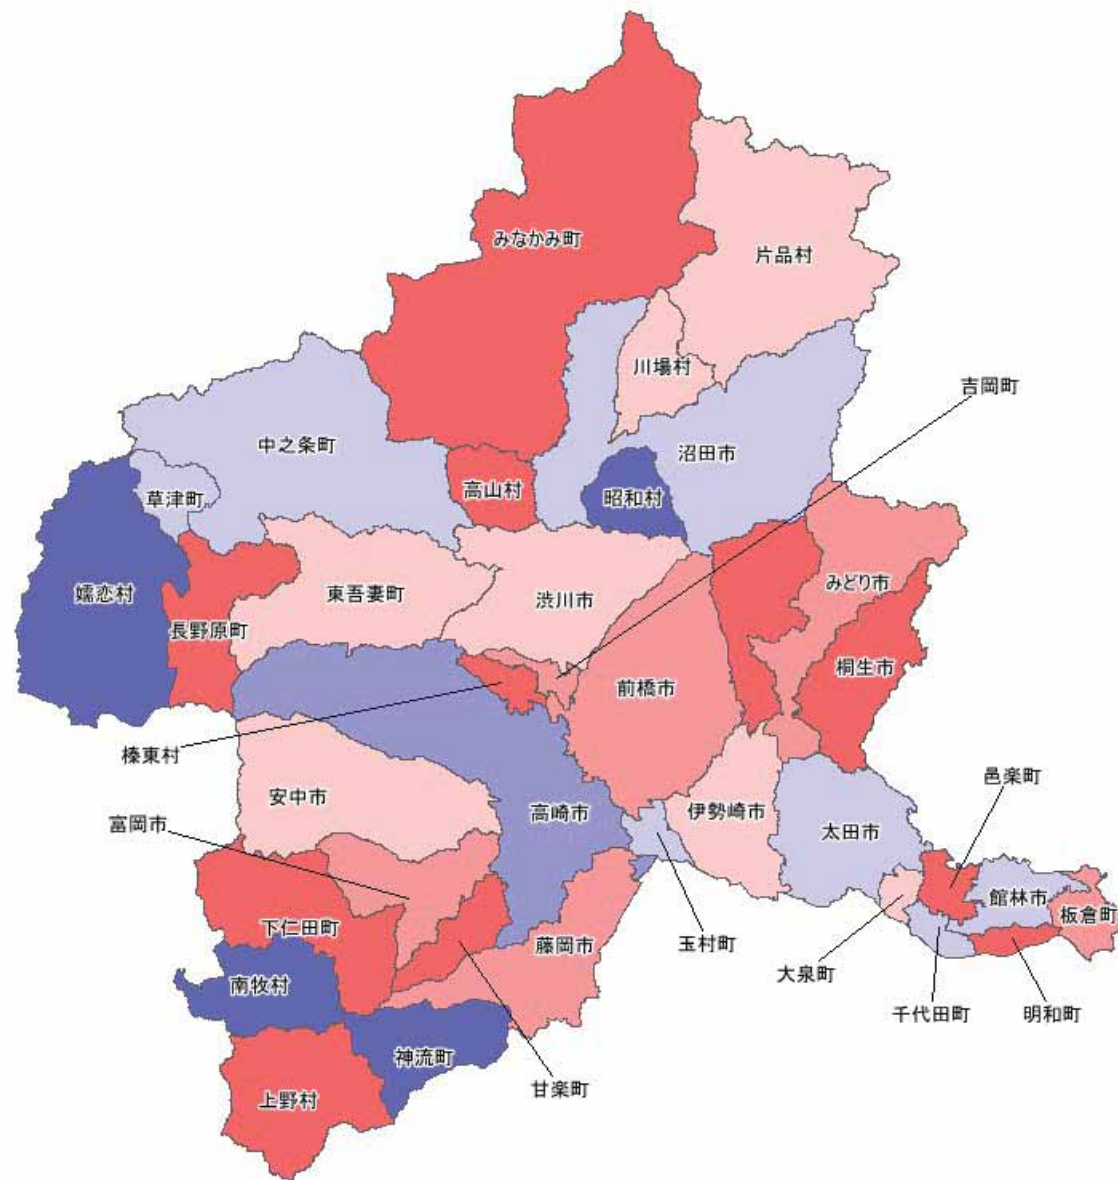 みなかみ町
片品村
川場村
吉岡町
中之条町
沼田市
高山村
草津町
昭和村
みどり市
嬬恋村
東吾妻町
渋川市
長野原町
桐生市
前橋市
榛東村
邑楽町
安中市
高崎市
伊勢崎市
富岡市
太田市
館林市
板倉町
下仁田町
藤岡市
玉村町
大泉町
南牧村
千代田町
明和町
神流町
甘楽町
上野村